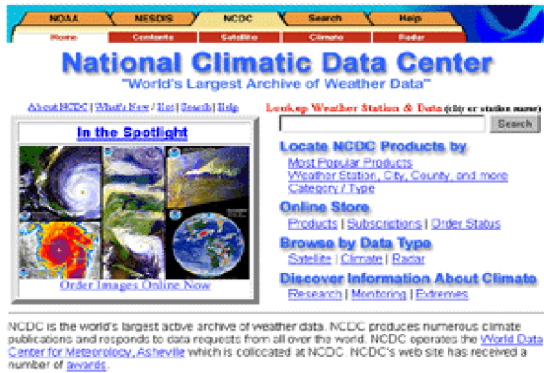 NOAA NESDIS NCDC Search Help
Home Contents Satellite Climate Radar
National Climatic Data Center
"World's Largest Archive of Weather Data"
About NCDC | What's New / Hot | Search | Help
Lookup Weather Station & Data (city or station name)
Search
In the Spotlight
Order Images Online Now
Locate NCDC Products by
Most Popular Products
Weather Station, City, County, and more
Category / Type
Online Store
Products | Subscriptions | Order Status
Browse by Data Type
Satellite | Climate | Radar
Discover Information About Climate
Research | Monitoring | Extremes
NCDC is the world's largest active archive of weather data. NCDC produces numerous climate
publications and responds to data requests from all over the world. NCDC operates the World Data
Center for Meteorology, Asheville which is collocated at NCDC. NCDC's web site has received a
number of awards.